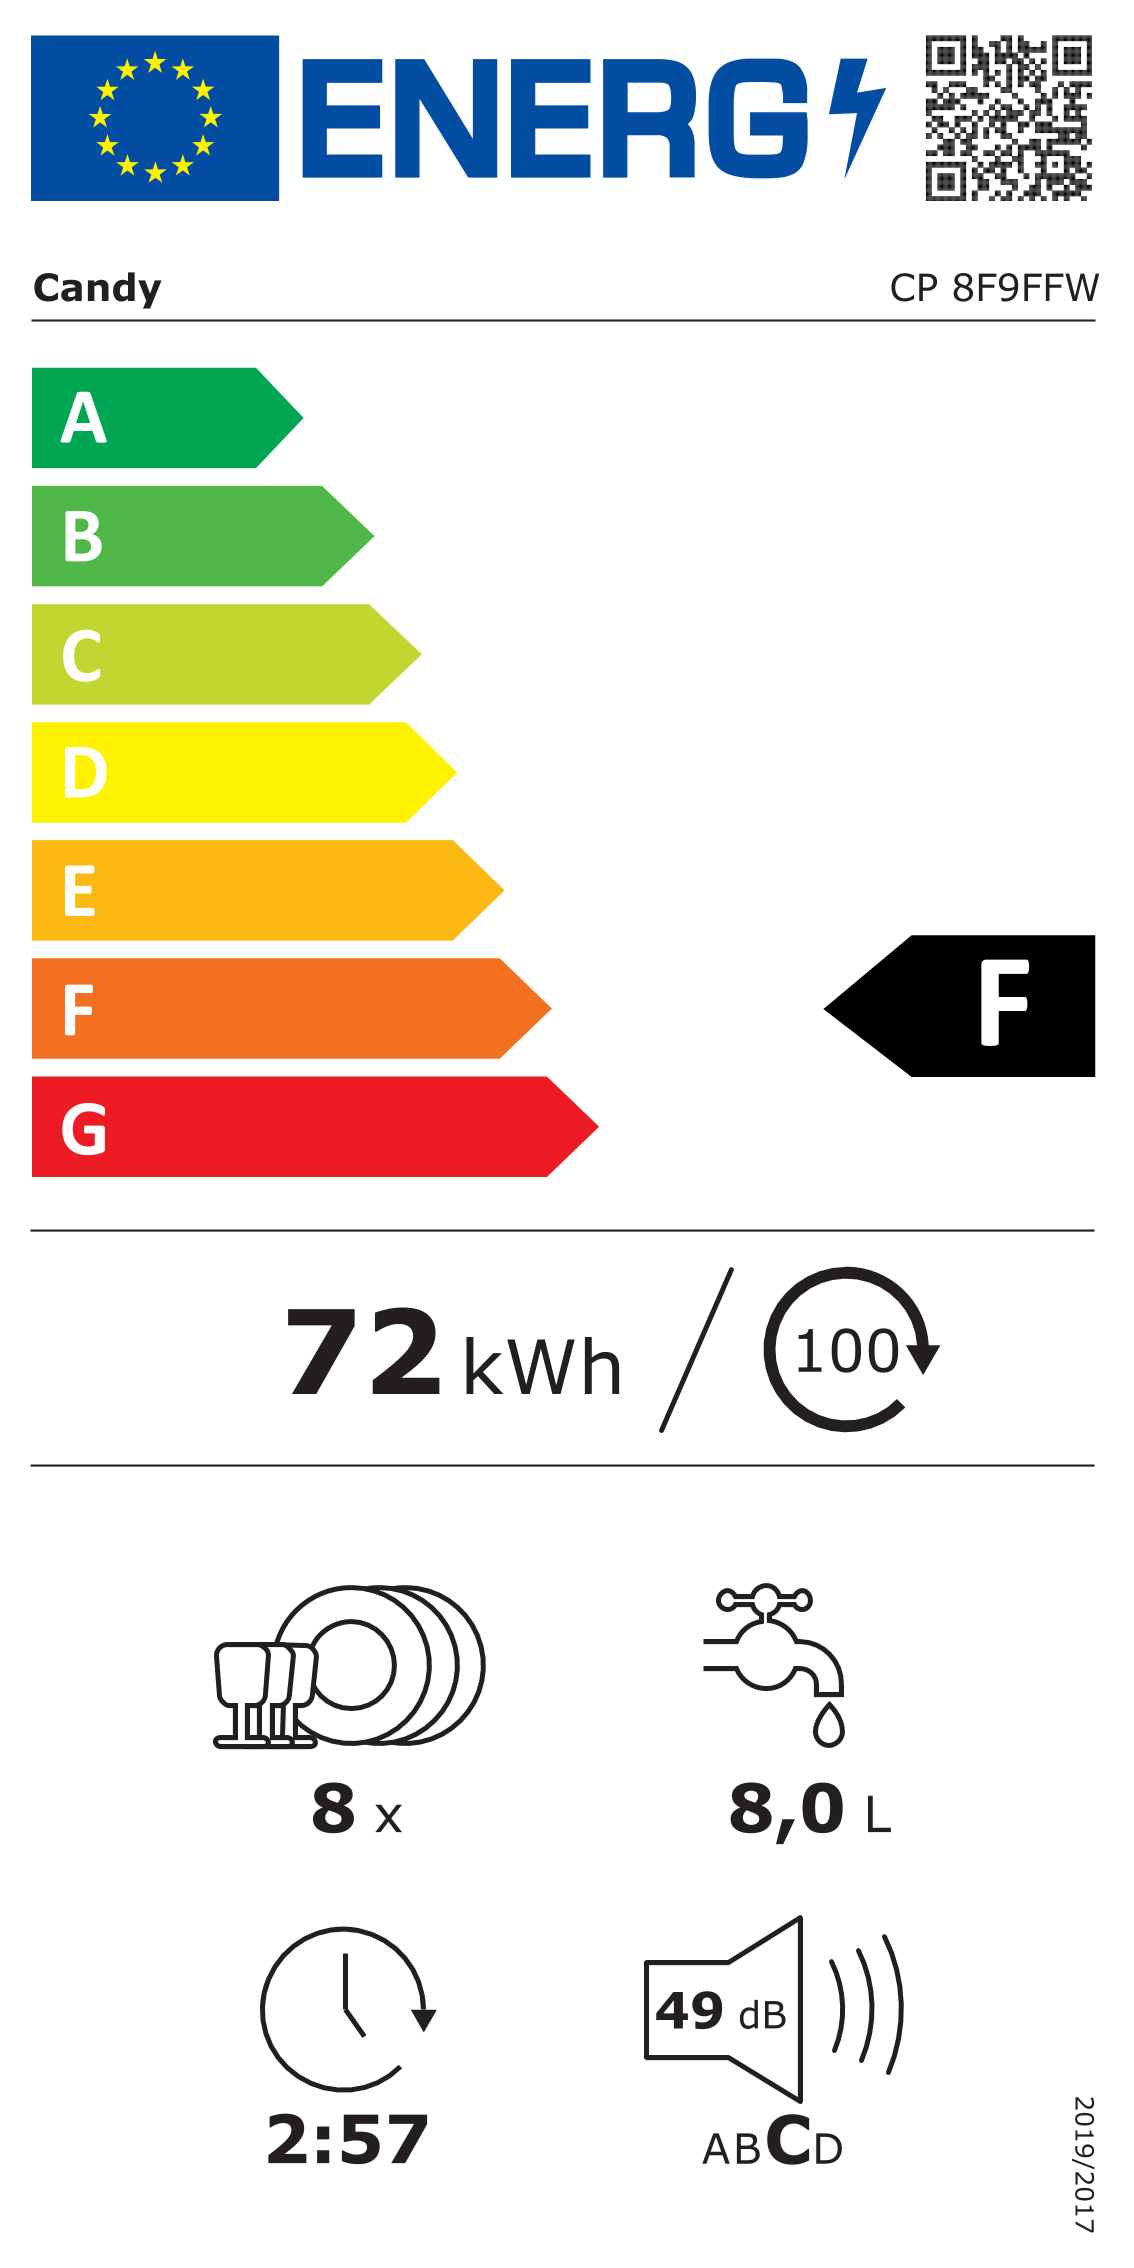 ENERG
Candy
CP 8F9FFW
A
B
C
D
E
F
F
G
72 kWh / 100
8 x
8,0 L
49 dB
2:57
ABCD
2019/2017